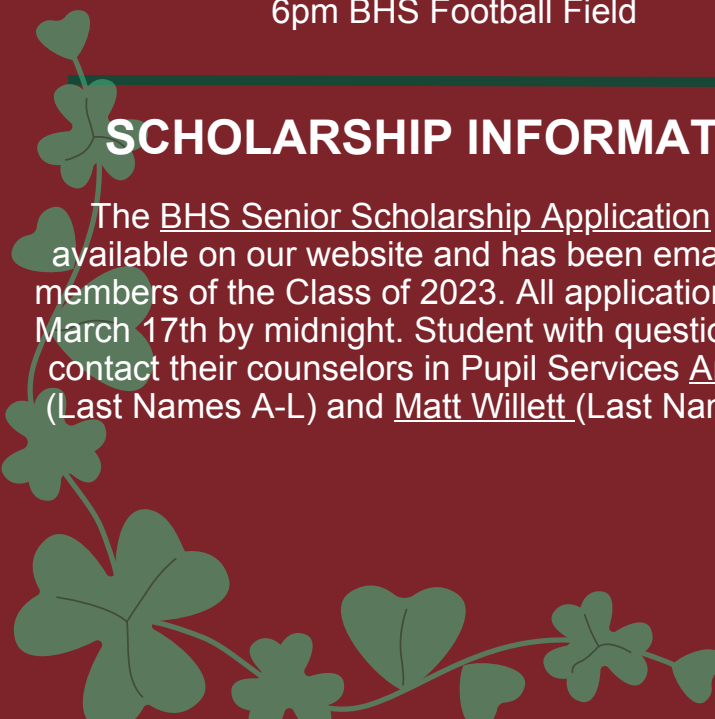 6pm BHS Football Field
SCHOLARSHIP INFORMAT
The BHS Senior Scholarship Application
available on our website and has been ema
members of the Class of 2023. All application
March 17th by midnight. Student with questio
contact their counselors in Pupil Services A
(Last Names A-L) and Matt Willett (Last Nam